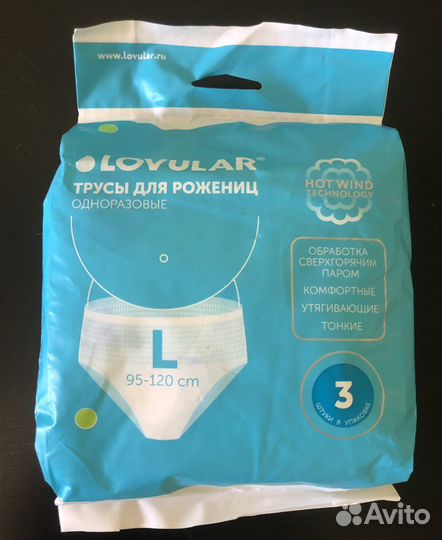 www.lovular.ru
LOVULAR®
ТРУСЫ ДЛЯ РОЖЕНИЦ
ОДНОРАЗОВЫЕ
HOT WIND
TECHNOLOGY
ОБРАБОТКА
СВЕРХГОРЯЧИМ
ПАРОМ
КОМФОРТНЫЕ
УТЯГИВАЮЩИЕ
ТОНКИЕ
L
95-120 cm
3
ШТУКИ В УПАКОВКЕ
Avito